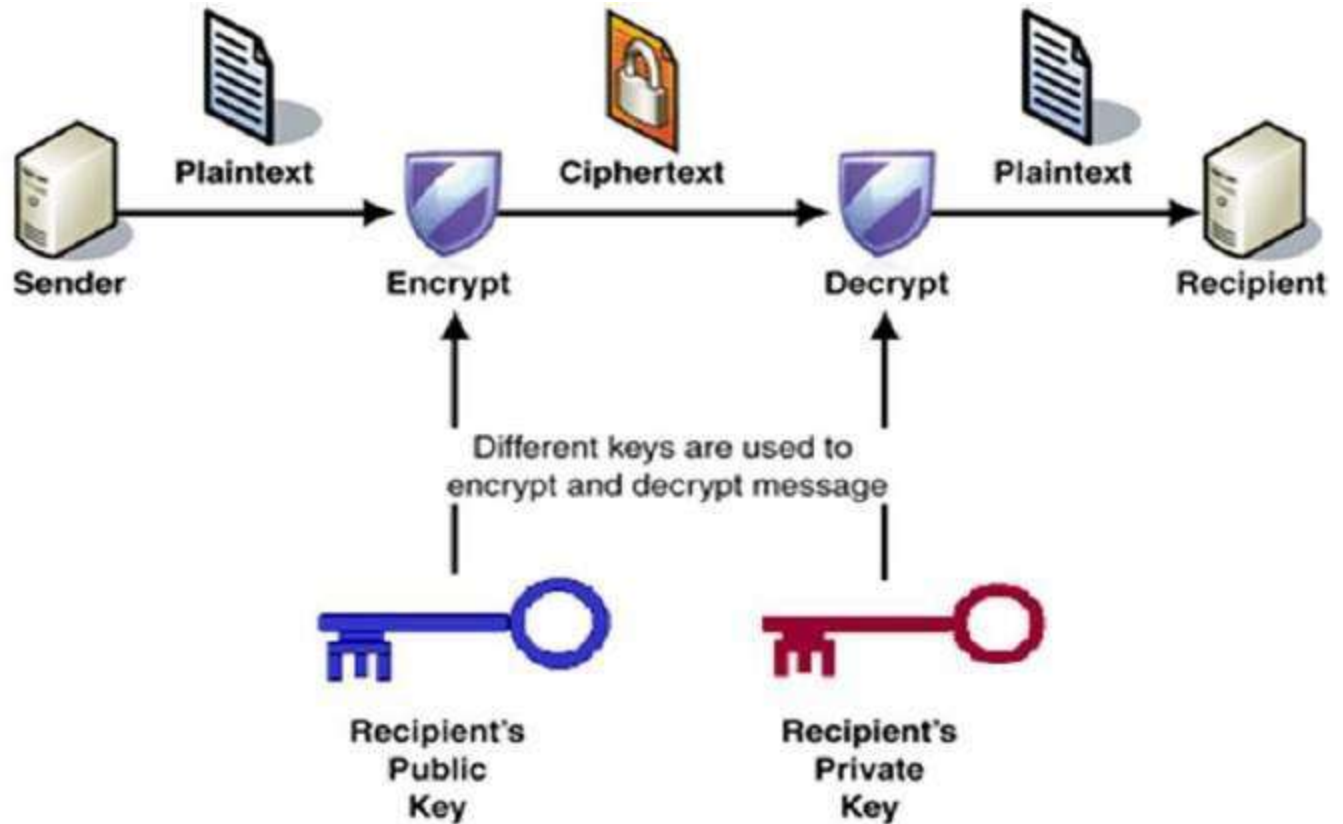 Plaintext
Ciphertext
Plaintext
Sender
Encrypt
Decrypt
Recipient
Different keys are used to
encrypt and decrypt message
Recipient's
Public
Key
Recipient's
Private
Key